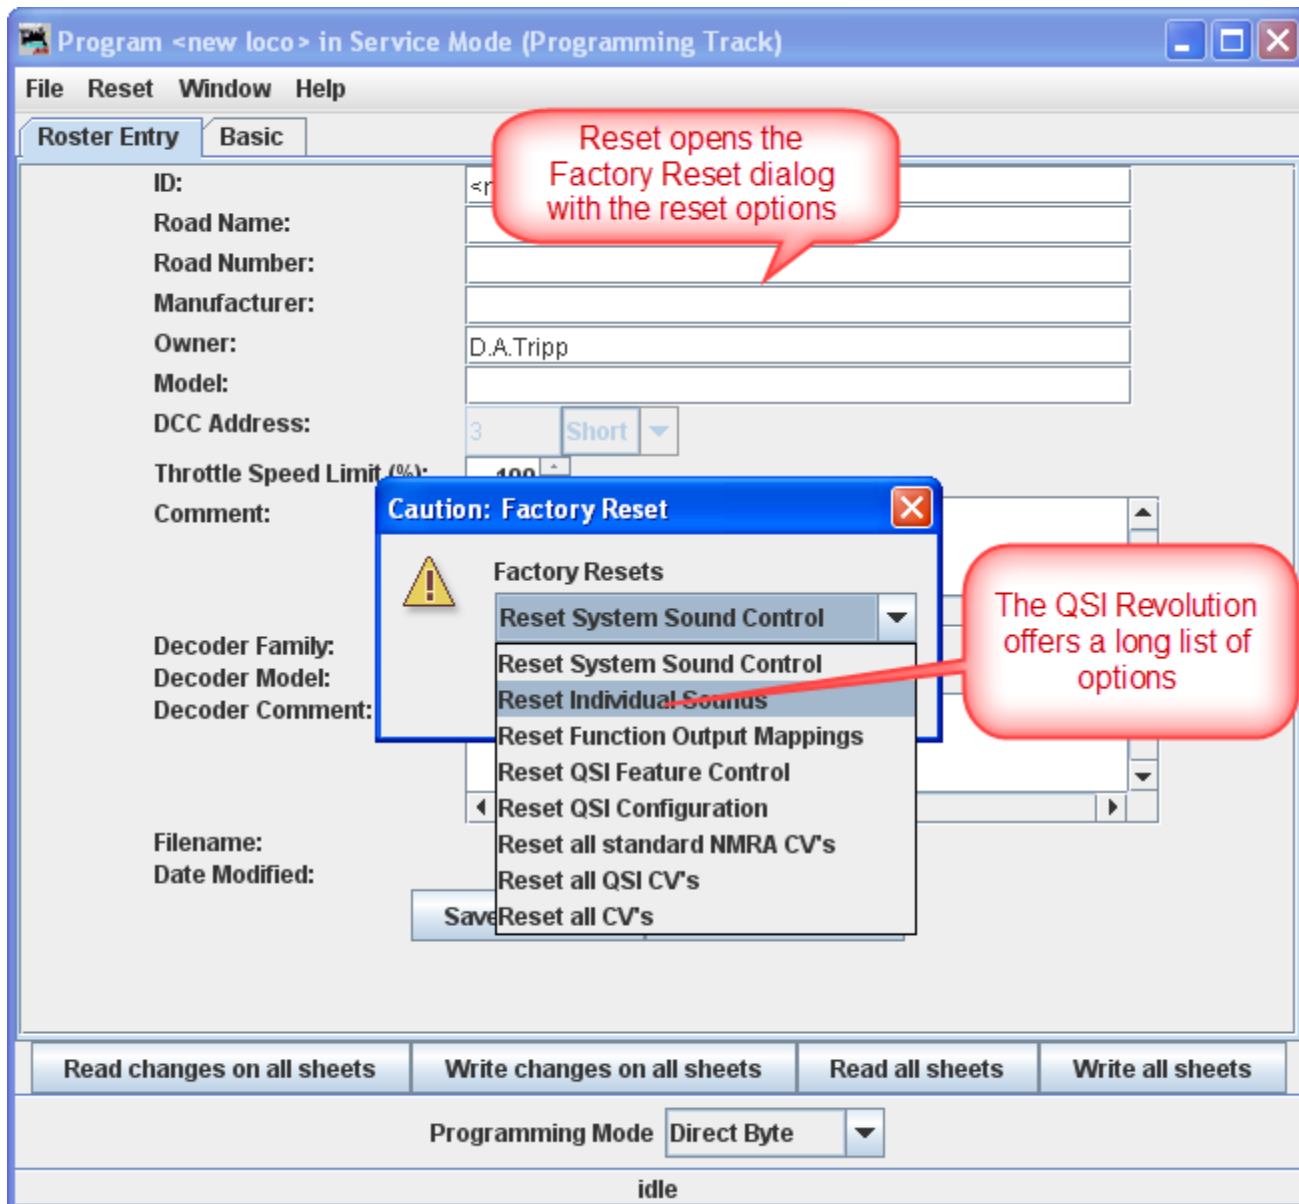 Program <new loco> in Service Mode (Programming Track)
File Reset Window Help
Roster Entry Basic
Reset opens the
Factory Reset dialog
with the reset options
ID:
Road Name:
Road Number:
Manufacturer:
Owner: D.A.Tripp
Model:
DCC Address: 3 Short
Throttle Speed Limit (%): 100
Comment:
Caution: Factory Reset
Factory Resets
Reset System Sound Control
Reset System Sound Control
Reset Individual Sounds
Reset Function Output Mappings
Reset QSI Feature Control
Reset QSI Configuration
Reset all standard NMRA CV's
Reset all QSI CV's
Reset all CV's
The QSI Revolution
offers a long list of
options
Decoder Family:
Decoder Model:
Decoder Comment:
Filename:
Date Modified:
Save
Read changes on all sheets Write changes on all sheets Read all sheets Write all sheets
Programming Mode Direct Byte
idle